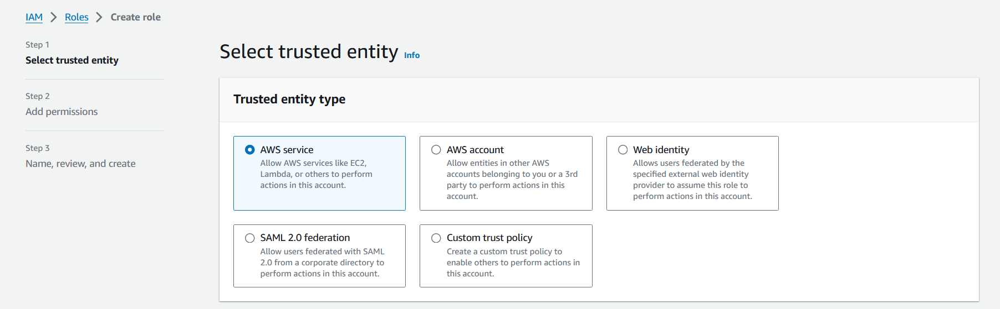 IAM Roles Create role
Step 1
Select trusted entity
Step 2
Add permissions
Step 3
Name, review, and create
Select trusted entity Info
Trusted entity type
AWS service
Allow AWS services like EC2,
Lambda, or others to perform
actions in this account.
AWS account
Allow entities in other AWS
accounts belonging to you or a 3rd
party to perform actions in this
account.
Web identity
Allows users federated by the
specified external web identity
provider to assume this role to
perform actions in this account.
SAML 2.0 federation
Allow users federated with SAML
2.0 from a corporate directory to
perform actions in this account.
Custom trust policy
Create a custom trust policy to
enable others to perform actions in
this account.